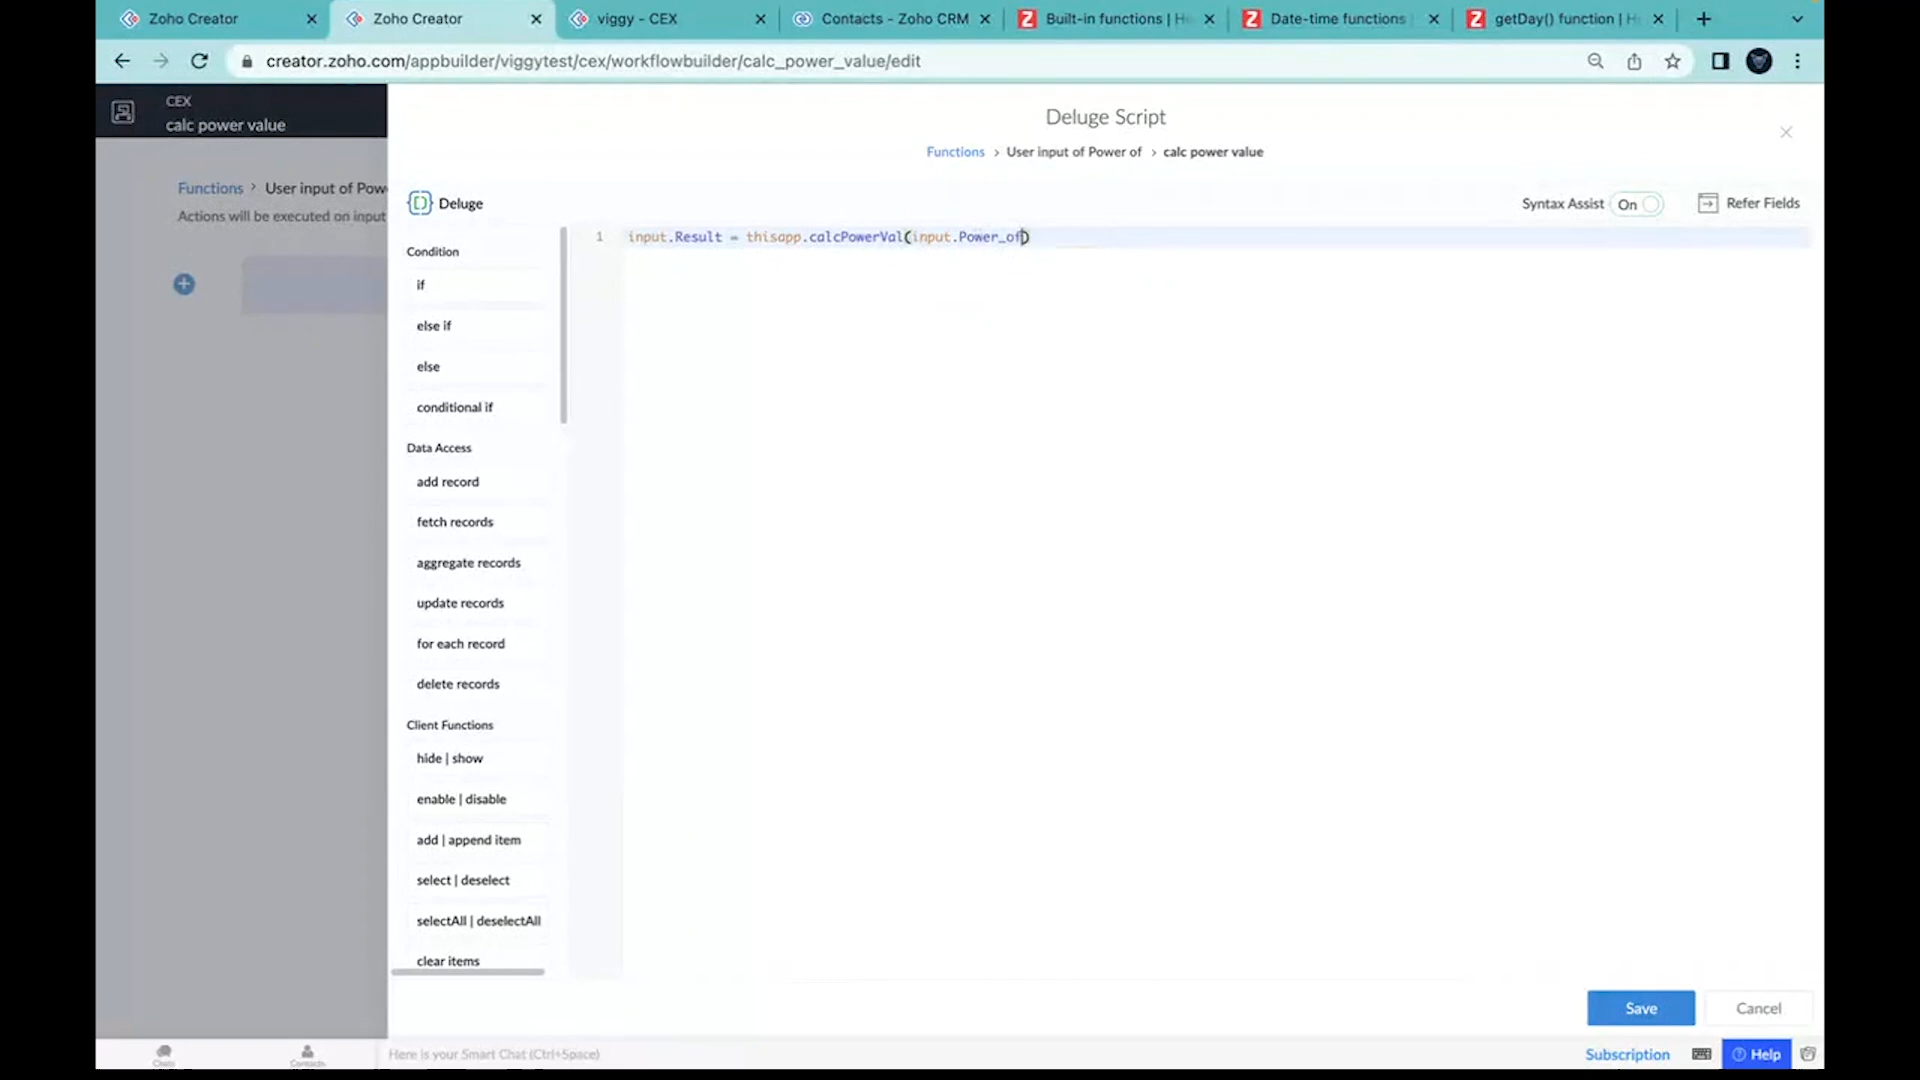 Zoho Creator
Zoho Creator
viggy - CEX
Contacts - Zoho CRM
Built-in functions | H
Date-time functions
getDay() function | H
creator.zoho.com/appbuilder/viggytest/cex/workflowbuilder/calc_power_value/edit
CEX
calc power value
Functions > User input of Pow
Actions will be executed on input
Deluge Script
Functions > User input of Power of > calc power value
Deluge
Syntax Assist On
Refer Fields
Condition
if
else if
else
conditional if
Data Access
add record
fetch records
aggregate records
update records
for each record
delete records
Client Functions
hide | show
enable | disable
add | append item
select | deselect
selectAll | deselectAll
clear items
1 input.Result = thisapp.calcPowerVal(input.Power_of)
Save
Cancel
Chats
Contacts
Here is your Smart Chat (Ctrl+Space)
Subscription
Help